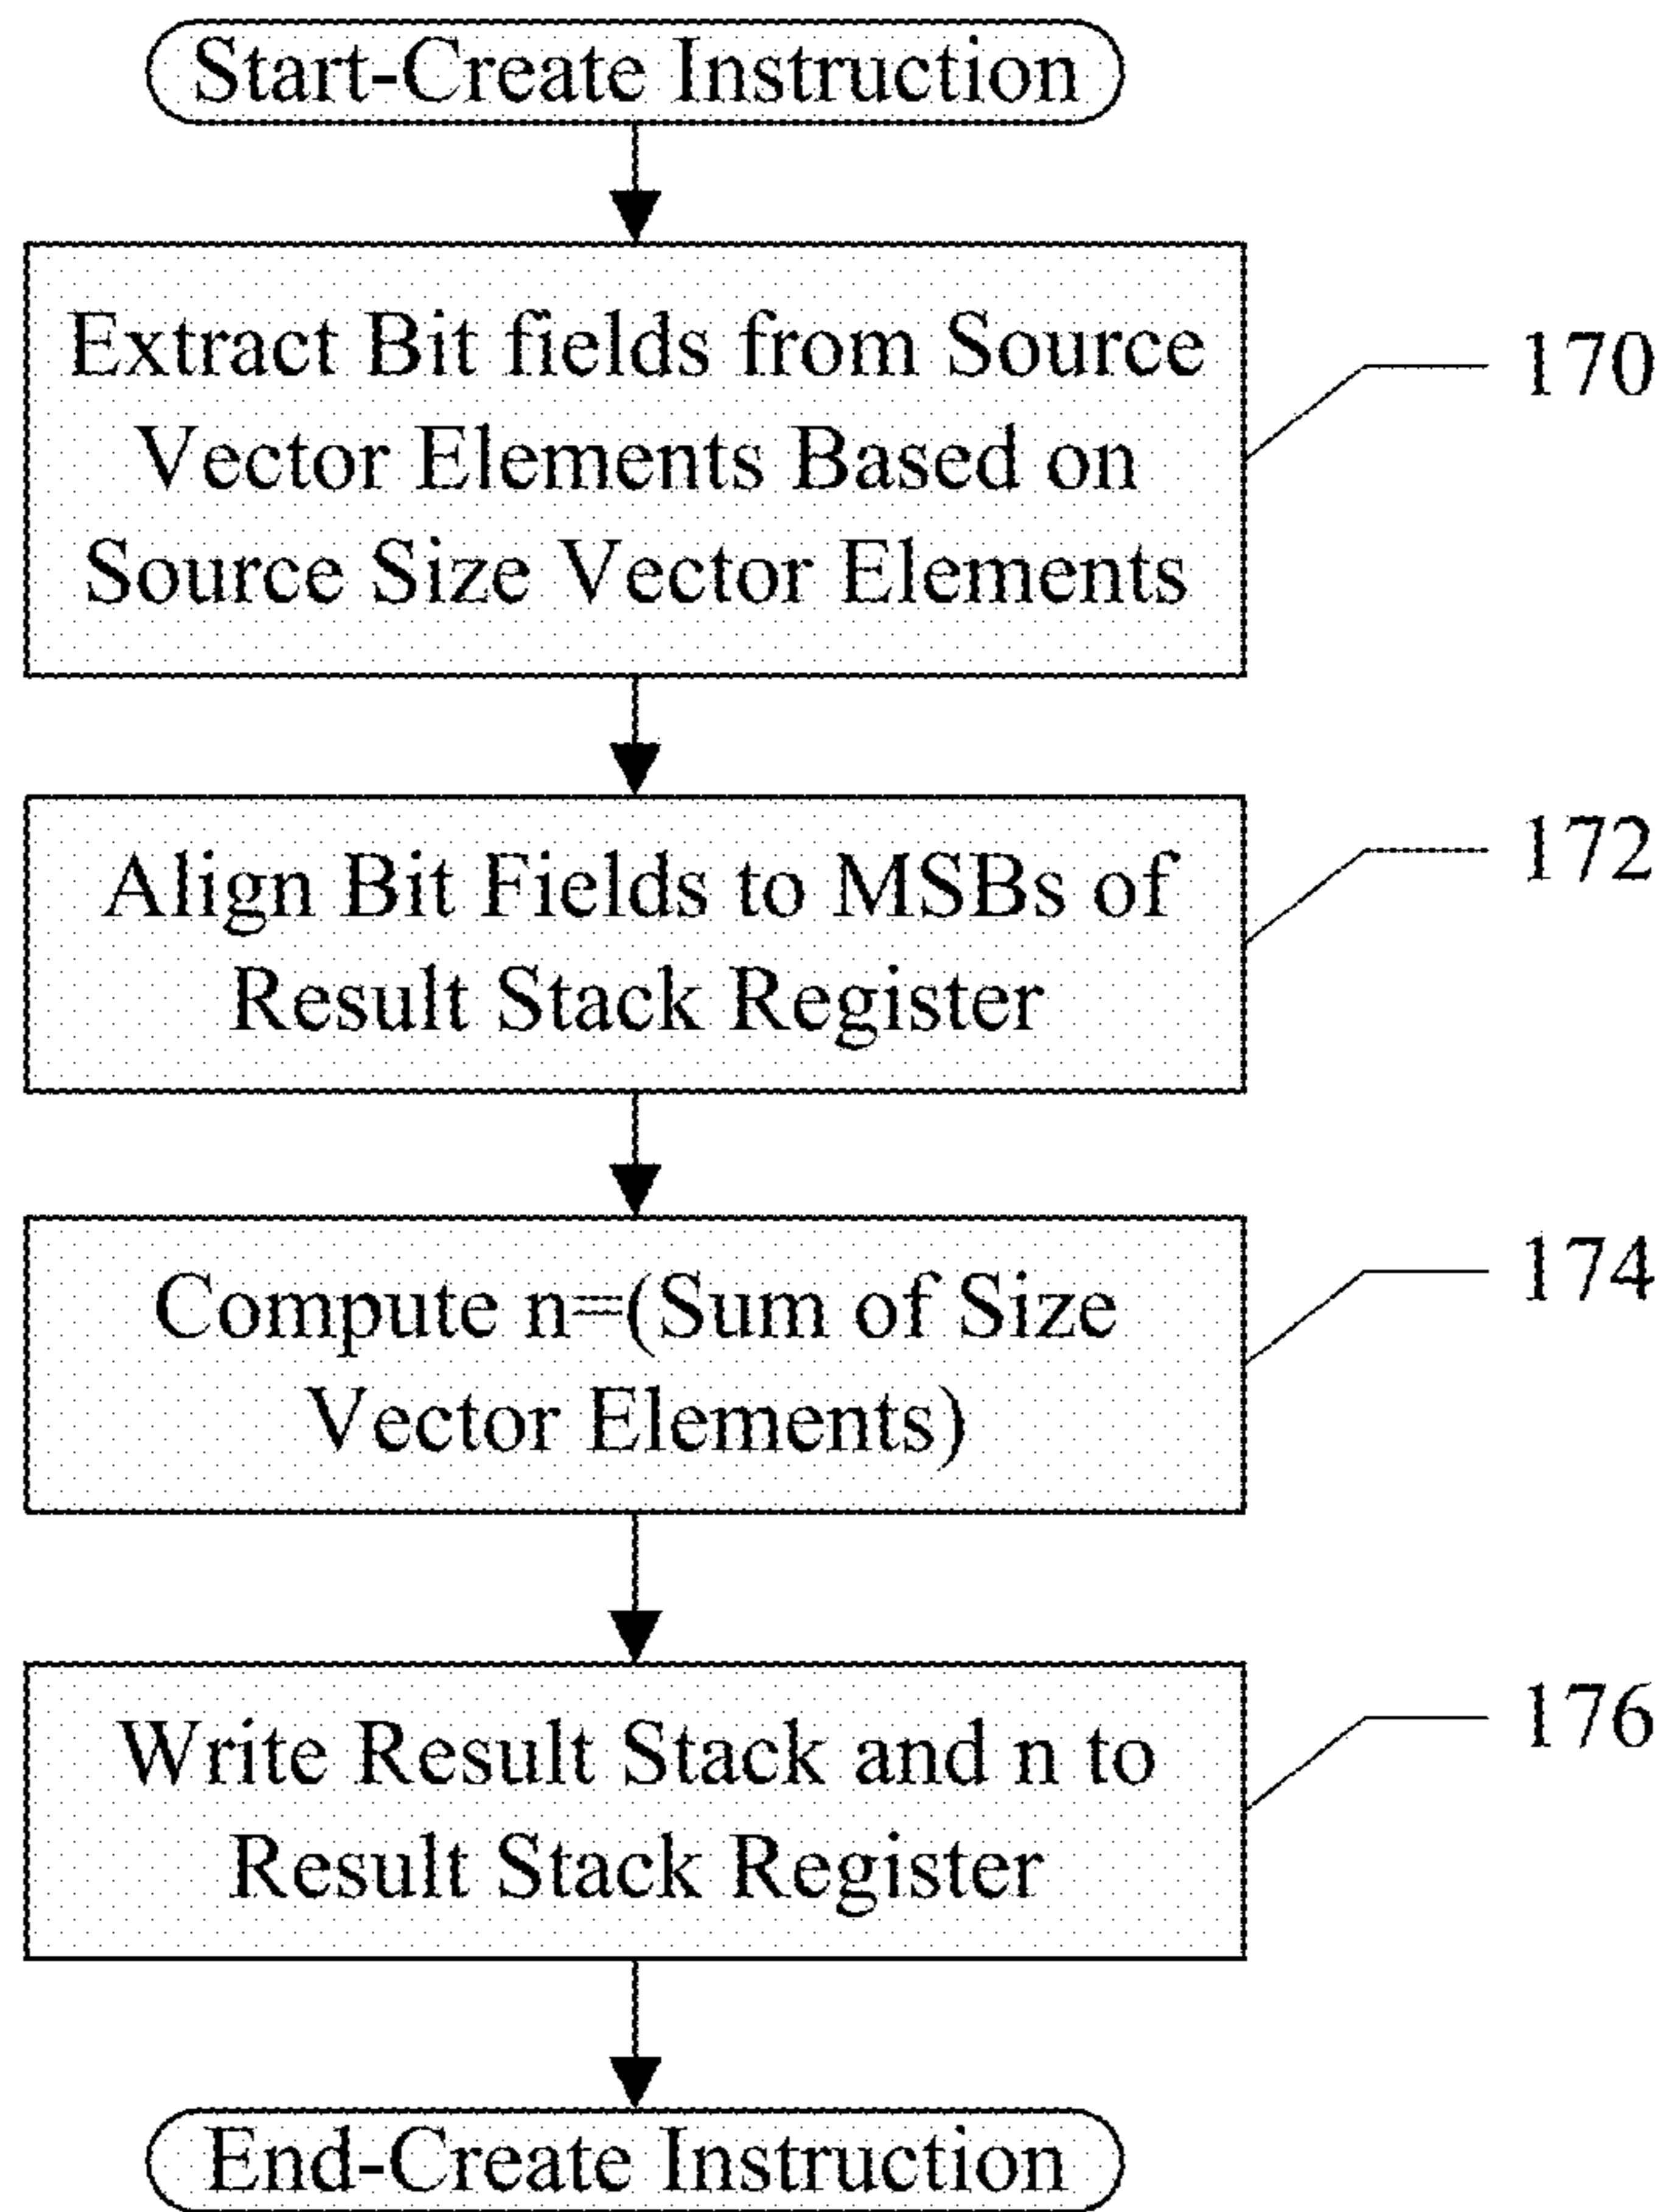 Start-Create Instruction
Extract Bit fields from Source
Vector Elements Based on
Source Size Vector Elements
170
Align Bit Fields to MSBs of
Result Stack Register
172
Compute n=(Sum of Size
Vector Elements)
174
Write Result Stack and n to
Result Stack Register
176
End-Create Instruction